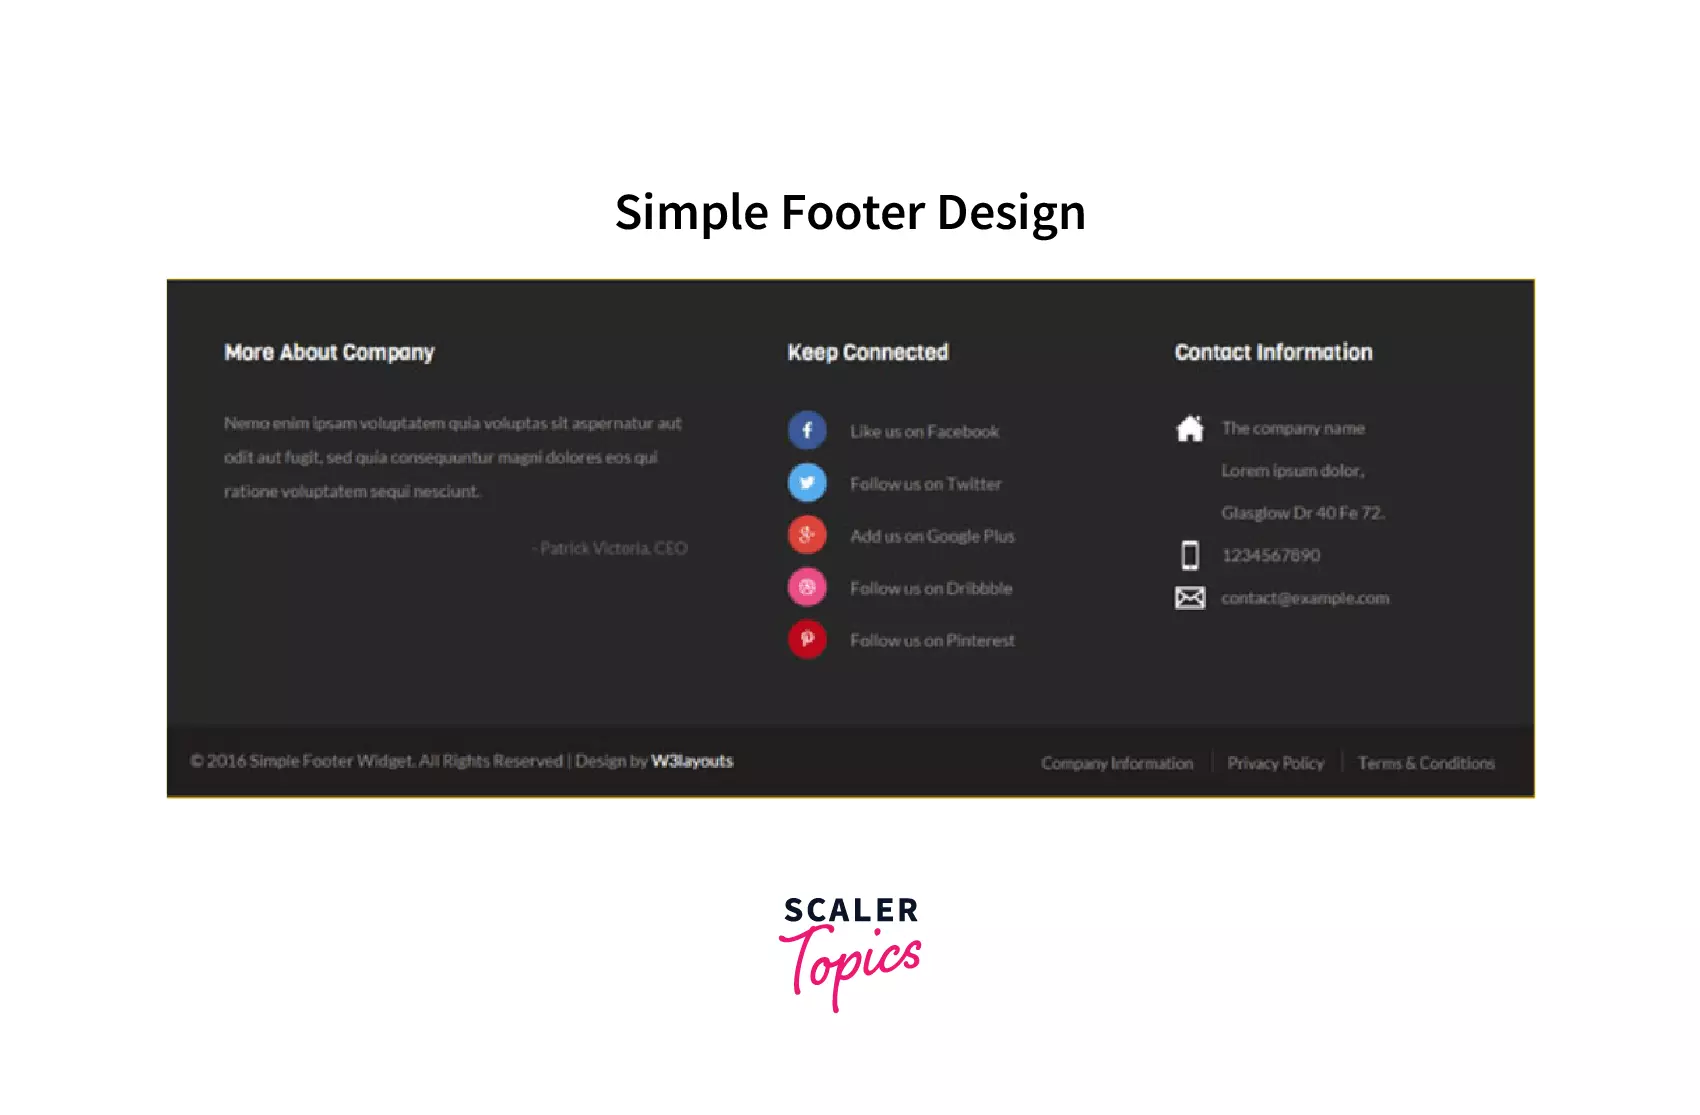 Simple Footer Design
More About Company
Nemo enim ipsam voluptatem quia voluptas sit aspernatur aut
odit aut fugit, sed quia consequuntur magni dolores eos qui
ratione voluptatem sequi nesciunt.
- Patrick Victoria, CEO
Keep Connected
Like us on Facebook
Follow us on Twitter
Add us on Google Plus
Follow us on Dribbble
Follow us on Pinterest
Contact Information
The company name
Lorem ipsum dolor,
Glasglow Dr 40 Fe 72.
1234567890
contact@example.com
© 2016 Simple Footer Widget. All Rights Reserved | Design by W3layouts
Company Information | Privacy Policy | Terms & Conditions
SCALER
Topics